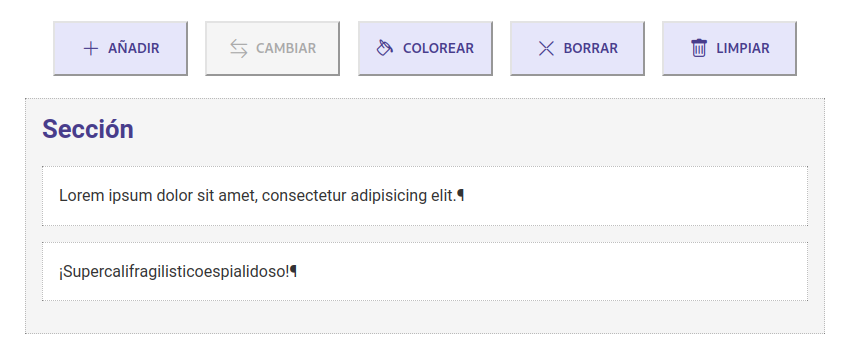 AÑADIR CAMBIAR COLOREAR BORRAR LIMPIAR
Sección
Lorem ipsum dolor sit amet, consectetur adipisicing elit.¶
¡Supercalifragilisticoespialidoso!¶